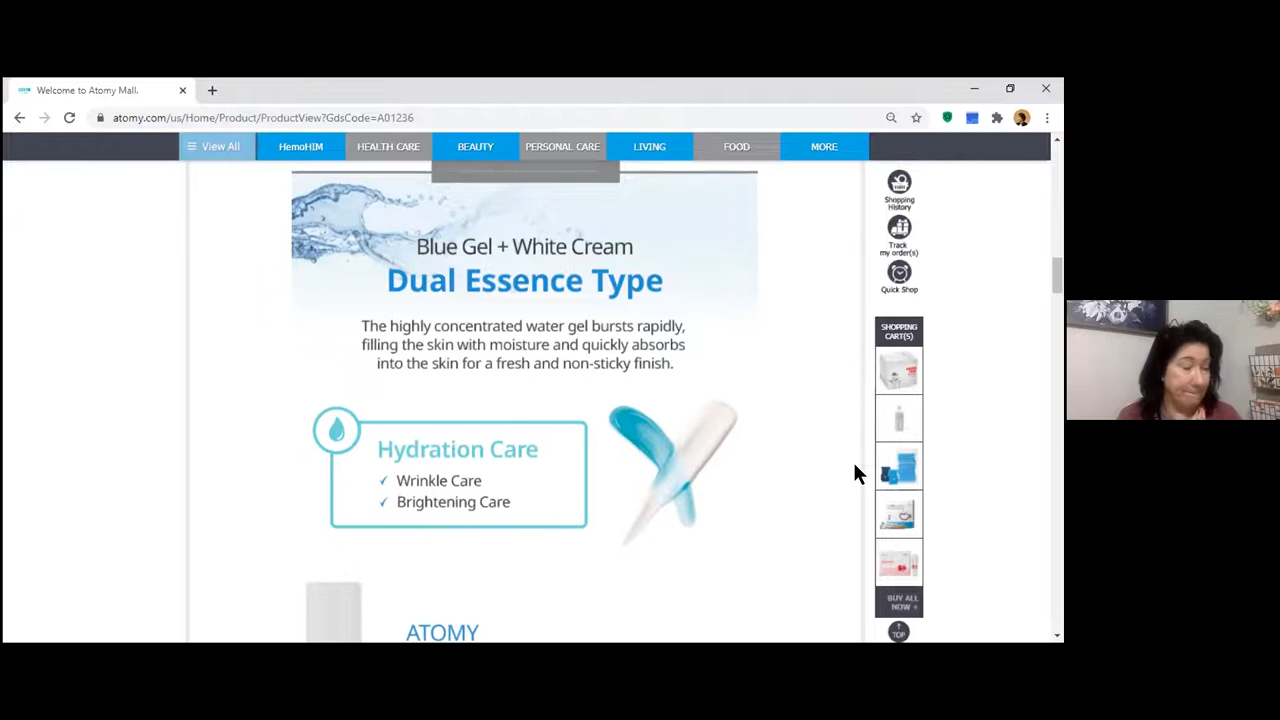 Welcome to Atomy Mall.
atomy.com/us/Home/Product/ProductView?GdsCode=A01236
View All
HemoHIM
HEALTH CARE
BEAUTY
PERSONAL CARE
LIVING
FOOD
MORE
Blue Gel + White Cream
Dual Essence Type
The highly concentrated water gel bursts rapidly,
filling the skin with moisture and quickly absorbs
into the skin for a fresh and non-sticky finish.
Hydration Care
✓ Wrinkle Care
✓ Brightening Care
ATOMY
Shopping
History
Track
my order(s)
Quick Shop
SHOPPING
CART(S)
BUY ALL
NOW +
TOP